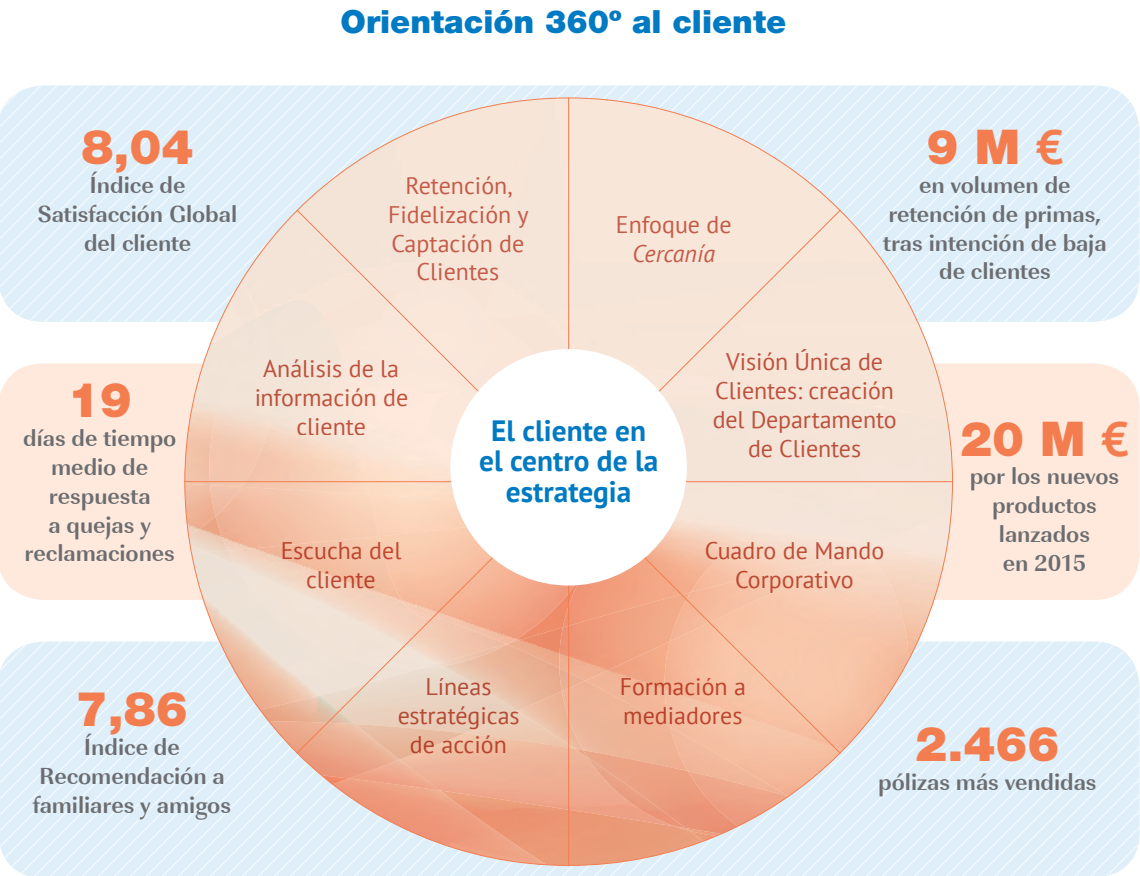 Orientación 360º al cliente
8,04
Índice de
Satisfacción Global
del cliente
19
días de tiempo
medio de
respuesta
a quejas y
reclamaciones
7,86
Índice de
Recomendación a
familiares y amigos
Retención,
Fidelización y
Captación de
Clientes
Enfoque de
Cercanía
Análisis de la
información de
cliente
Visión Única de
Clientes: creación
del Departamento
de Clientes
El cliente en
el centro de la
estrategia
Escucha del
cliente
Cuadro de Mando
Corporativo
Líneas
estratégicas
de acción
Formación a
mediadores
9 M €
en volumen de
retención de primas,
tras intención de baja
de clientes
20 M €
por los nuevos
productos
lanzados
en 2015
2.466
pólizas más vendidas